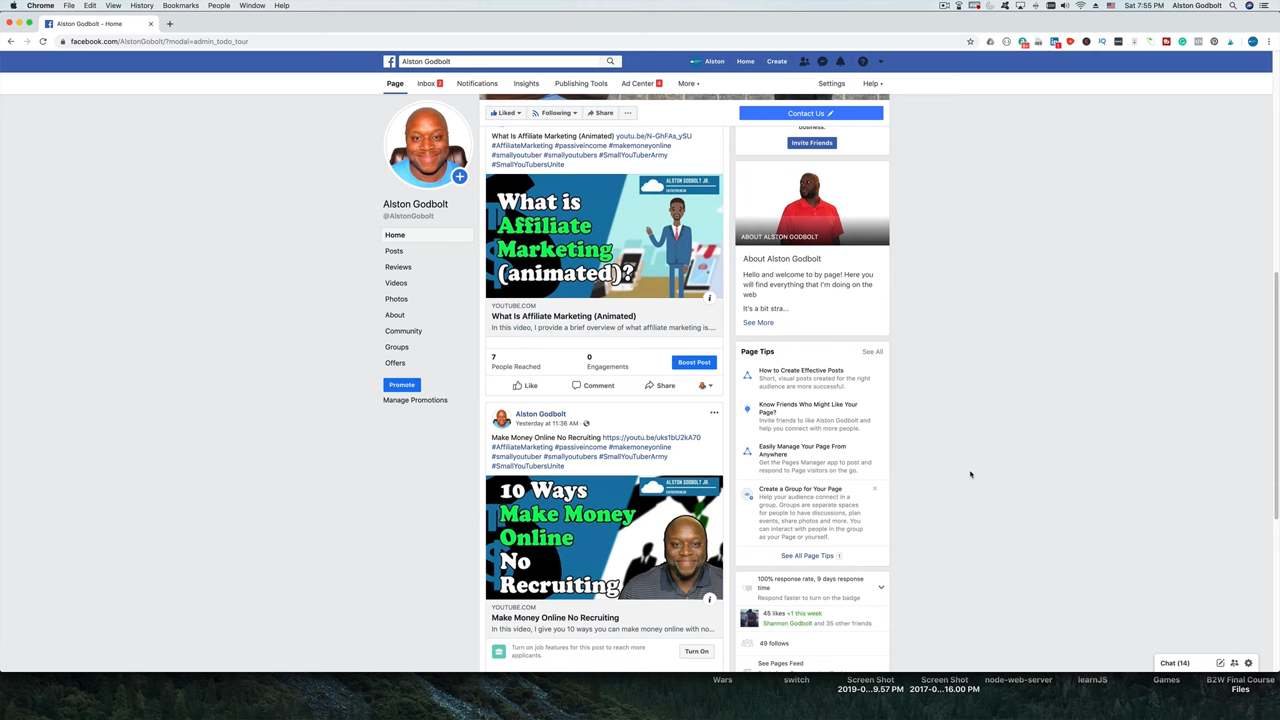 Chrome File Edit View History Bookmarks People Window Help
Sat 7:55 PM Alston Godbolt
Alston Godbolt - Home
facebook.com/AlstonGobolt/?modal=admin_todo_tour
Alston Godbolt
Alston Home Create
Page Inbox 7 Notifications Insights Publishing Tools Ad Center 4 More Settings Help
Liked Following Share
Contact Us
Alston Godbolt
@AlstonGobolt
Home
Posts
Reviews
Videos
Photos
About
Community
Groups
Offers
Promote
Manage Promotions
What Is Affiliate Marketing (Animated) youtu.be/N-GhFAs_ySU
#AffiliateMarketing #passiveincome #makemoneyonline
#smallyoutuber #smallyoutubers #SmallYouTuberArmy
#SmallYouTubersUnite
ALSTON GODBOLT JR.
ENTREPRENEUR
What is
Affiliate
Marketing
(animated)?
YOUTUBE.COM
What Is Affiliate Marketing (Animated)
In this video, I provide a brief overview of what affiliate marketing is....
7
People Reached
0
Engagements
Boost Post
Like Comment Share
Alston Godbolt
Yesterday at 11:36 AM
Make Money Online No Recruiting https://youtu.be/uks1bU2kA70
#AffiliateMarketing #passiveincome #makemoneyonline
#smallyoutuber #smallyoutubers #SmallYouTuberArmy
#SmallYouTubersUnite
ALSTON GODBOLT JR.
ENTREPRENEUR
10 Ways
Make Money
Online
No
Recruiting
YOUTUBE.COM
Make Money Online No Recruiting
In this video, I give you 10 ways you can make money online with no...
Turn on job features for this post to reach more
applicants.
Turn On
business.
Invite Friends
ABOUT ALSTON GODBOLT
About Alston Godbolt
Hello and welcome to by page! Here you
will find everything that I'm doing on the
web
It's a bit stra...
See More
Page Tips See All
How to Create Effective Posts
Short, visual posts created for the right
audience are more successful.
Know Friends Who Might Like Your
Page?
Invite friends to like Alston Godbolt and
help you connect with more people.
Easily Manage Your Page From
Anywhere
Get the Pages Manager app to post and
respond to Page visitors on the go.
Create a Group for Your Page
Help your audience connect in a
group. Groups are separate spaces
for people to have discussions, plan
events, share photos and more. You
can interact with people in the group
as your Page or yourself.
See All Page Tips 1
100% response rate, 9 days response
time
Respond faster to turn on the badge
45 likes +1 this week
Shannon Godbolt and 35 other friends
49 follows
See Pages Feed
Chat (14)
Wars
switch
Screen Shot
2019-0...9.57 PM
Screen Shot
2017-0...16.00 PM
node-web-server
learnJS
Games
B2W Final Course
Files